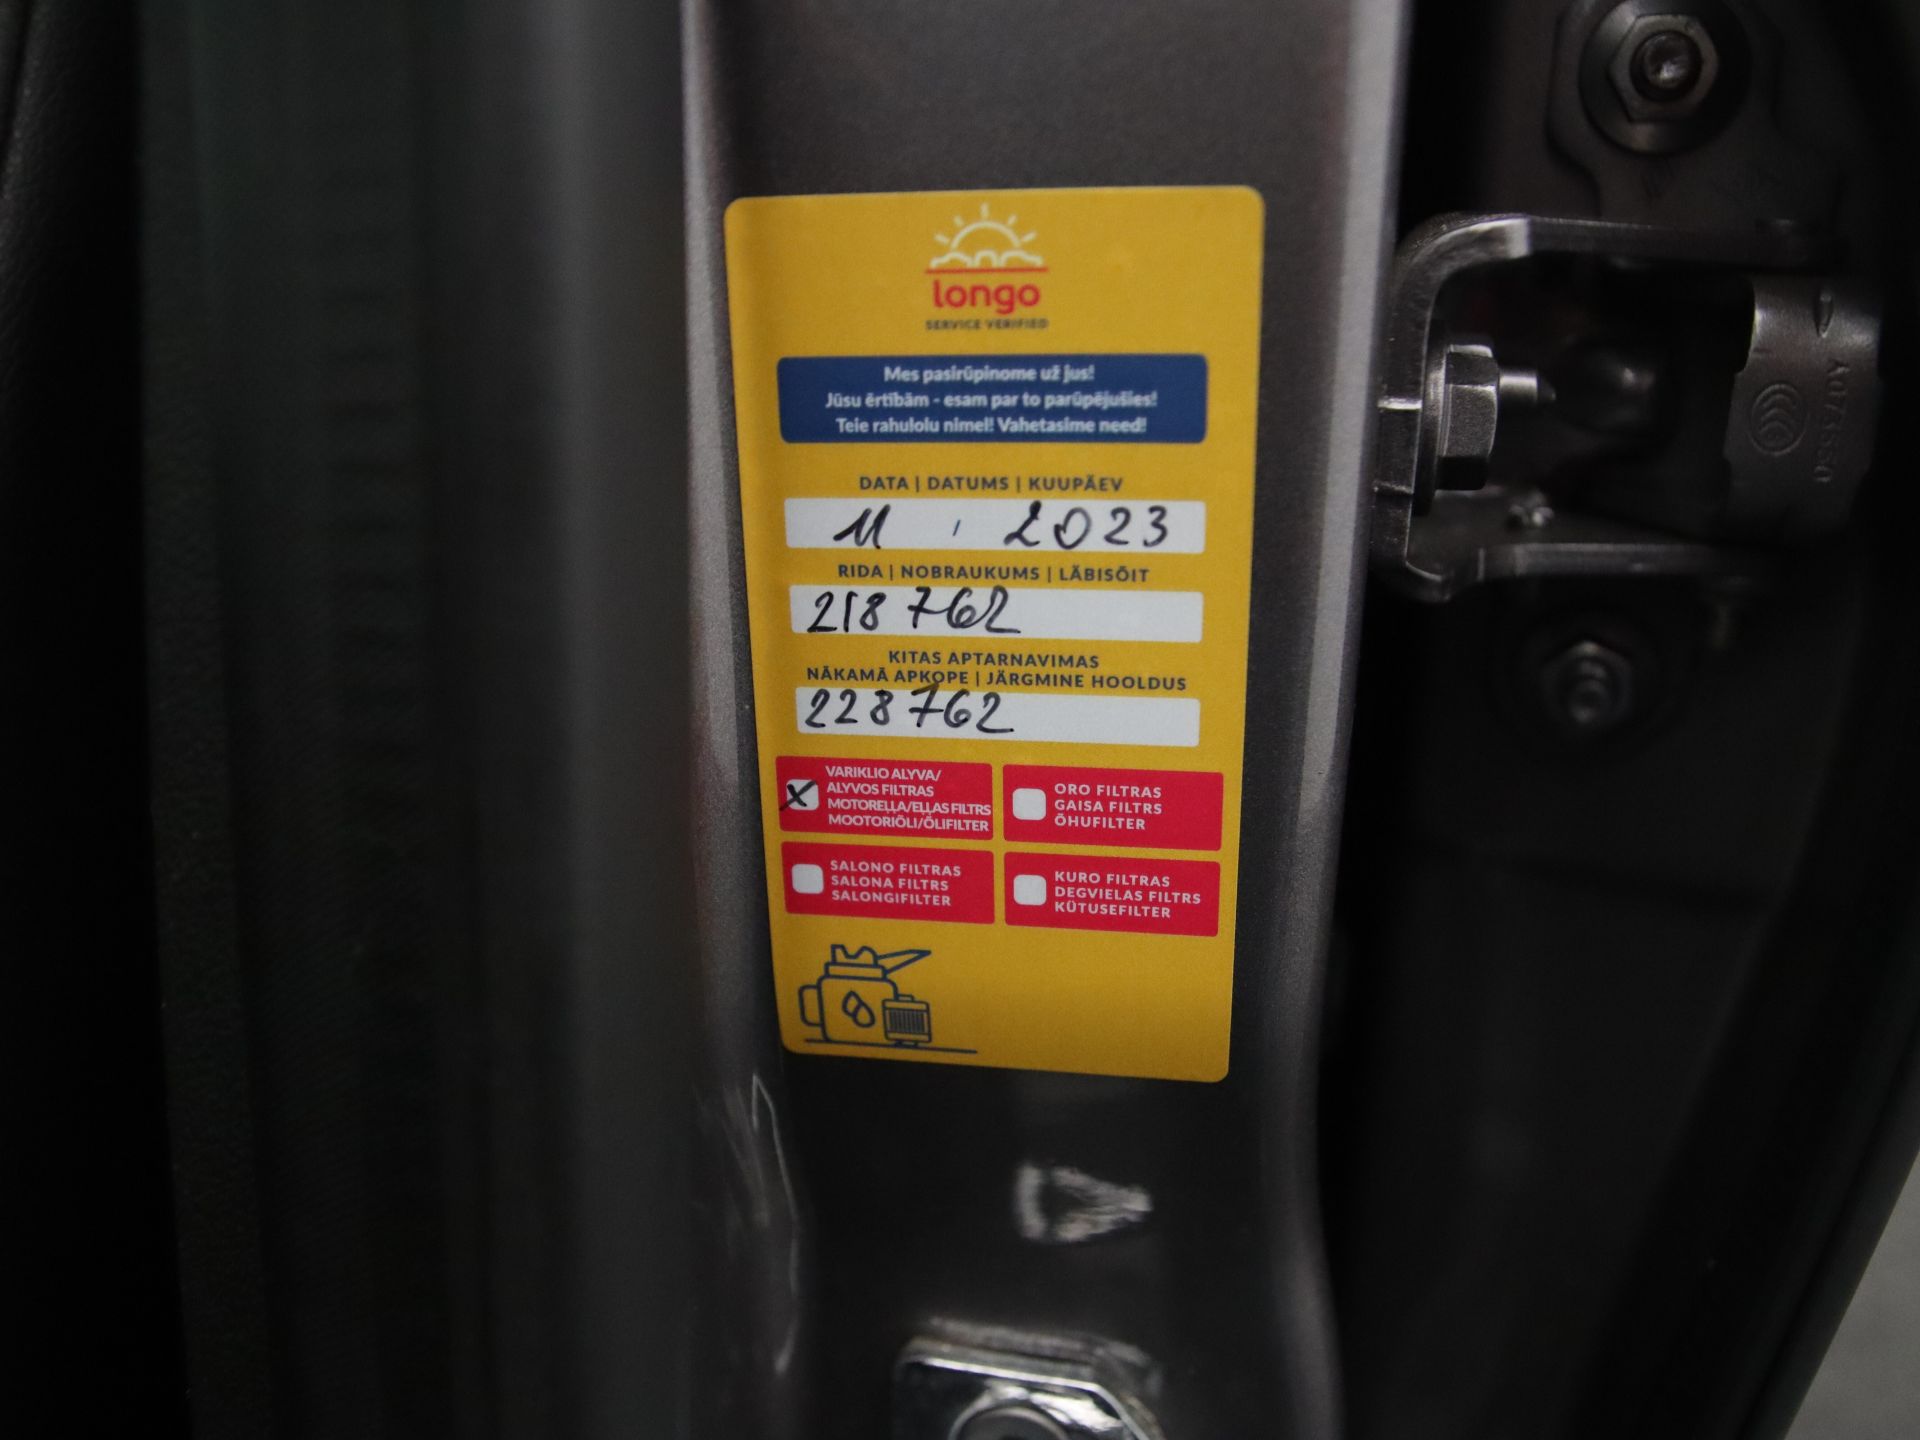 longo
SERVICE VERIFIED
Mes pasirūpinome už jus!
Jūsu ērtībām - esam par to parūpējušies!
Teie rahulolu nimel! Vahetasime need!
DATA | DATUMS | KUUPÄEV
11 . 2023
RIDA | NOBRAUKUMS | LÄBISÕIT
218 762
KITAS APTARNAVIMAS
NĀKAMĀ APKOPE | JÄRGMINE HOOLDUS
228 762
X
VARIKLIO ALYVA/
ALYVOS FILTRAS
MOTOREĻĻA/EĻĻAS FILTRS
MOOTORIÕLI/ÕLIFILTER
ORO FILTRAS
GAISA FILTRS
ÕHUFILTER
SALONO FILTRAS
SALONA FILTRS
SALONGIFILTER
KURO FILTRAS
DEGVIELAS FILTRS
KÜTUSEFILTER